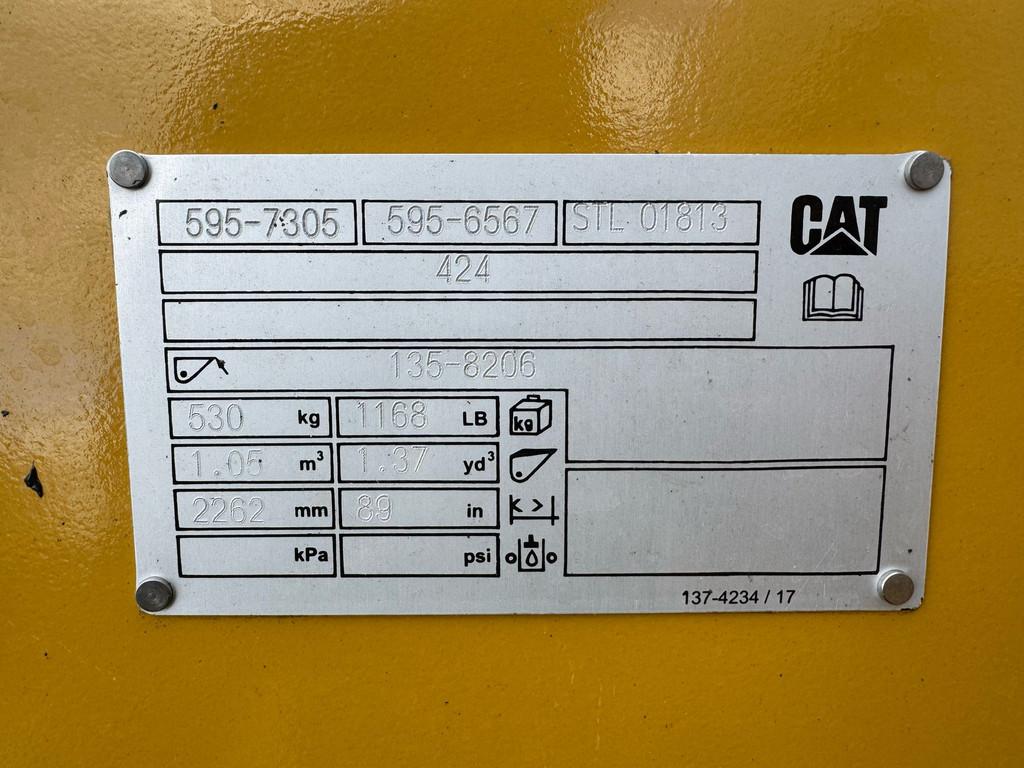 595-7305 595-6567 STL 01813 CAT
424
135-8206
530 kg 1168 LB kg
1.05 m³ 1.37 yd³
2262 mm 89 in
kPa psi
137-4234 / 17